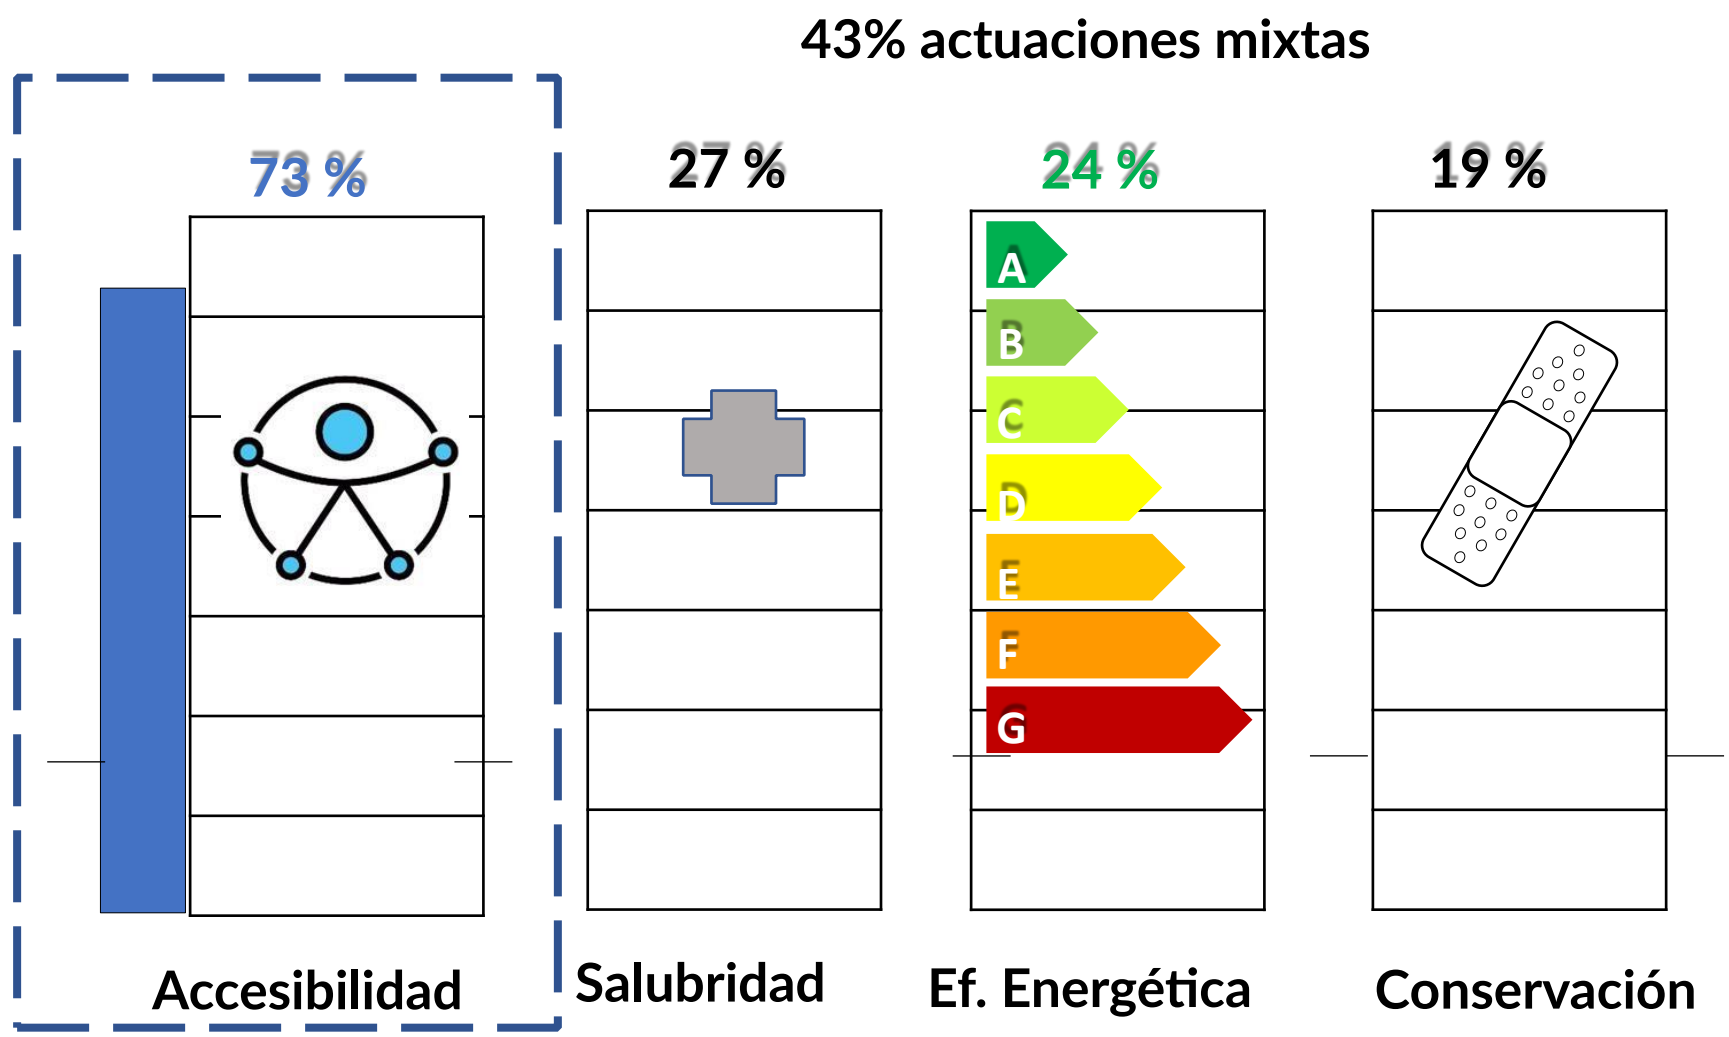 43% actuaciones mixtas
73 %
27 %
24 %
19 %
A
B
C
D
E
F
G
Accesibilidad
Salubridad
Ef. Energética
Conservación